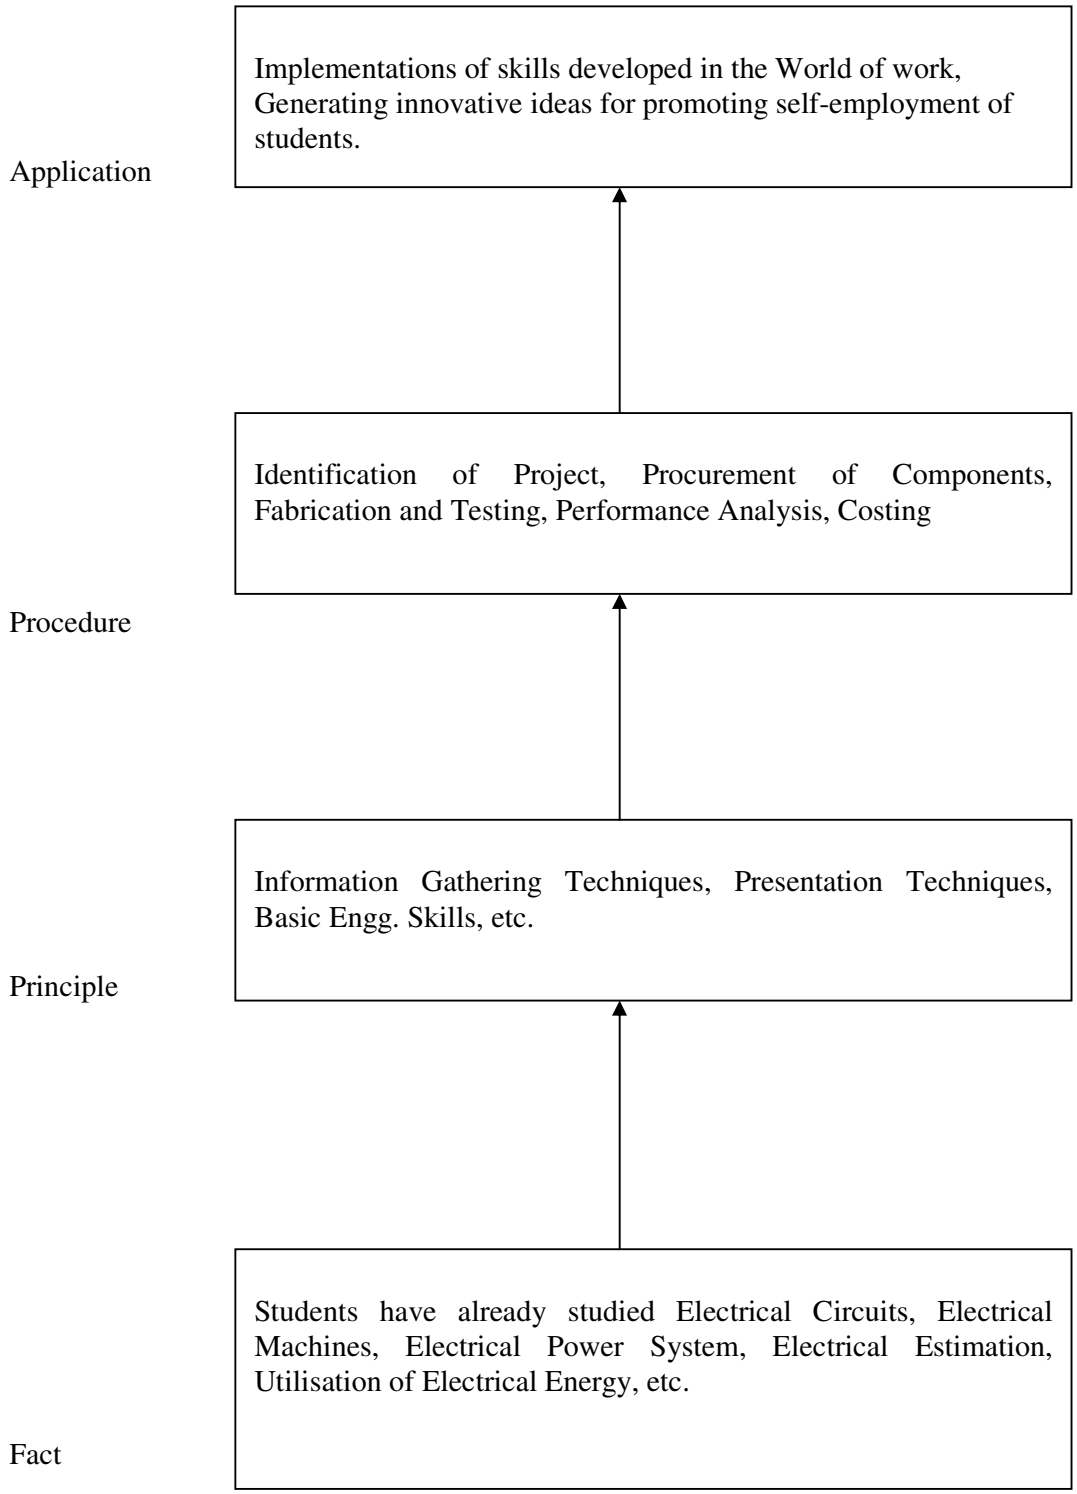 Implementations of skills developed in the World of work,
Generating innovative ideas for promoting self-employment of
students.
Application
Identification of Project, Procurement of Components,
Fabrication and Testing, Performance Analysis, Costing
Procedure
Information Gathering Techniques, Presentation Techniques,
Basic Engg. Skills, etc.
Principle
Students have already studied Electrical Circuits, Electrical
Machines, Electrical Power System, Electrical Estimation,
Utilisation of Electrical Energy, etc.
Fact